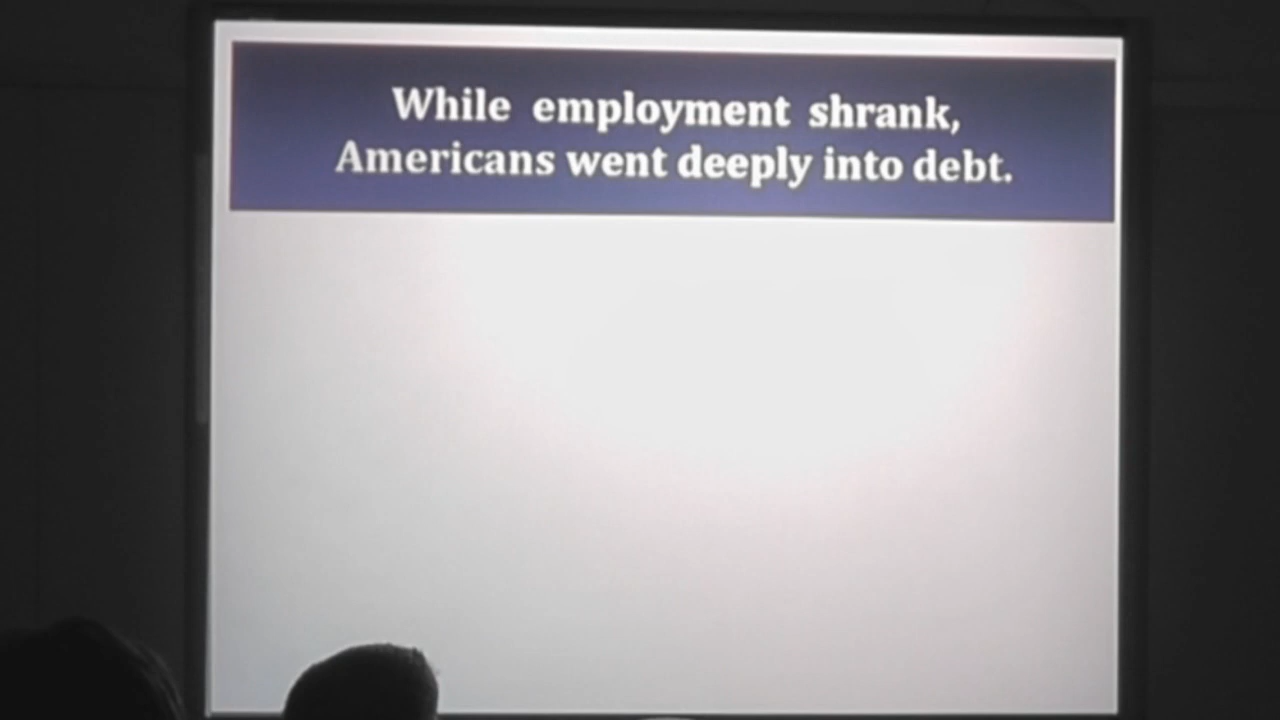 While employment shrank,
Americans went deeply into debt.